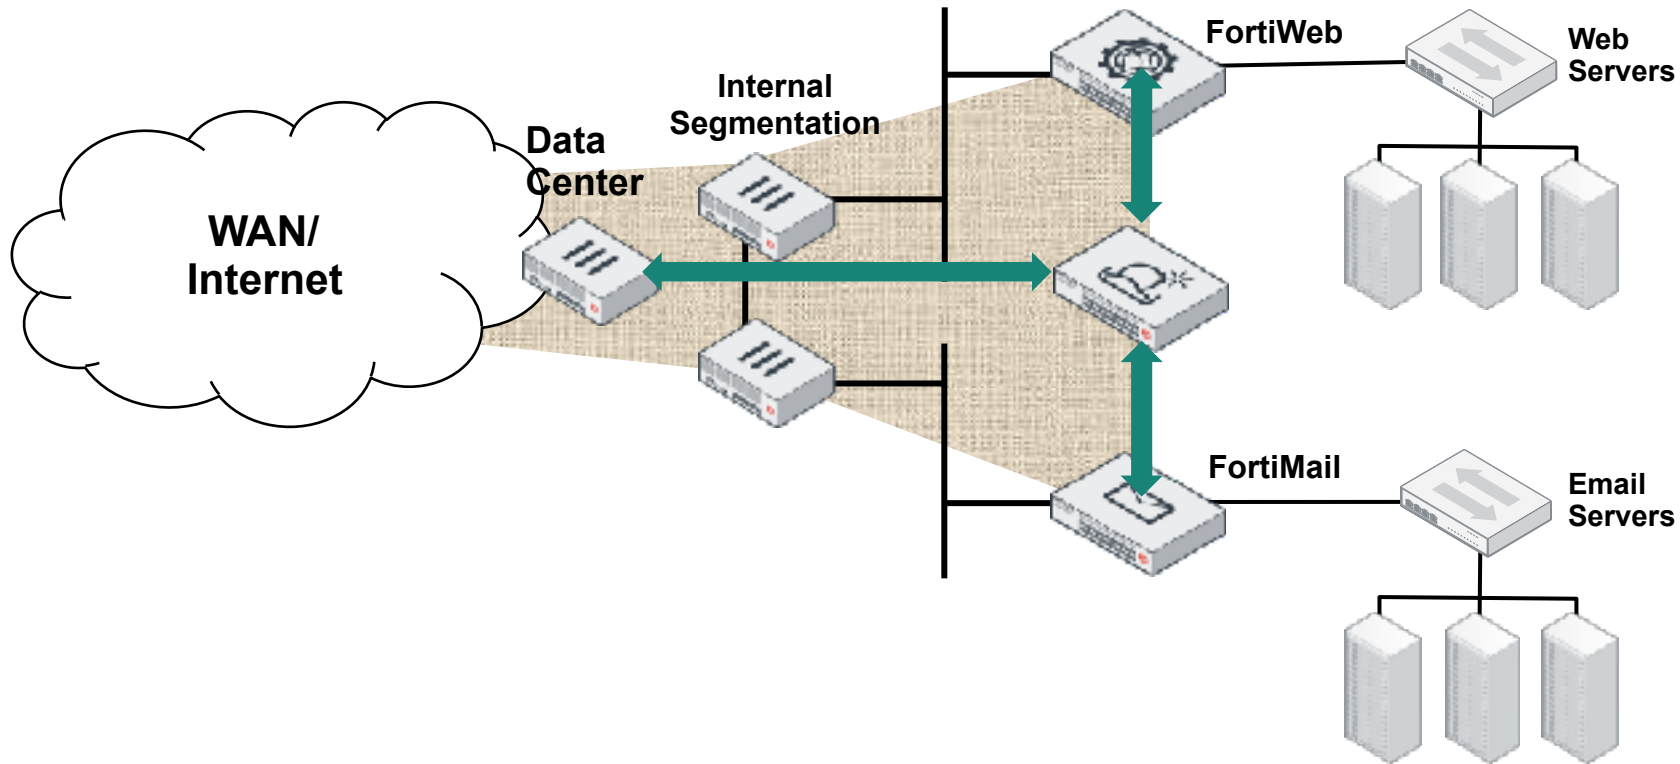 FortiWeb
Web
Servers
Internal
Segmentation
Data
Center
WAN/
Internet
FortiMail
Email
Servers